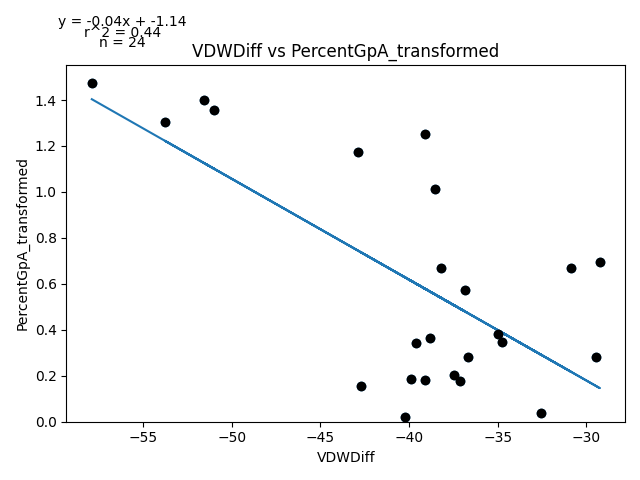 y = -0.04x + -1.14
r^2 = 0.44
n = 24
VDWDiff vs PercentGpA_transformed
1.4
1.2
1.0
0.8
0.6
0.4
0.2
0.0
PercentGpA_transformed
−55
−50
−45
−40
−35
−30
VDWDiff